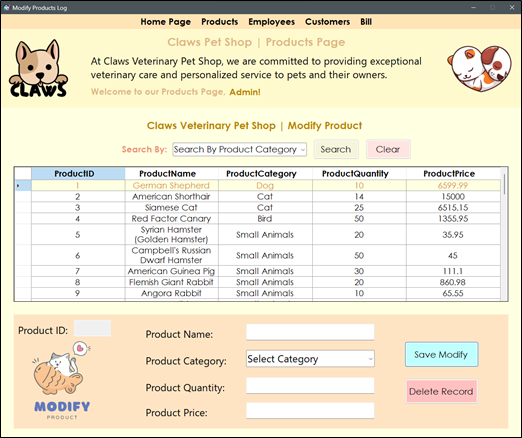 Modify Products Log
Home Page Products Employees Customers Bill
Claws Pet Shop | Products Page
At Claws Veterinary Pet Shop, we are committed to providing exceptional
veterinary care and personalized service to pets and their owners.
Welcome to our Products Page, Admin!
CLAWS
Claws Veterinary Pet Shop | Modify Product
Search By: Search By Product Category Search Clear
ProductID ProductName ProductCategory ProductQuantity ProductPrice
1 German Shepherd Dog 10 6599.99
2 American Shorthair Cat 14 15000
3 Siamese Cat Cat 25 6515.15
4 Red Factor Canary Bird 50 1355.95
5 Syrian Hamster (Golden Hamster) Small Animals 20 35.95
6 Campbell's Russian Dwarf Hamster Small Animals 50 45
7 American Guinea Pig Small Animals 30 111.1
8 Flemish Giant Rabbit Small Animals 20 860.98
9 Angora Rabbit Small Animals 10 65.55
Product ID:
MODIFY
PRODUCT
Product Name:
Product Category: Select Category
Product Quantity:
Product Price:
Save Modify
Delete Record